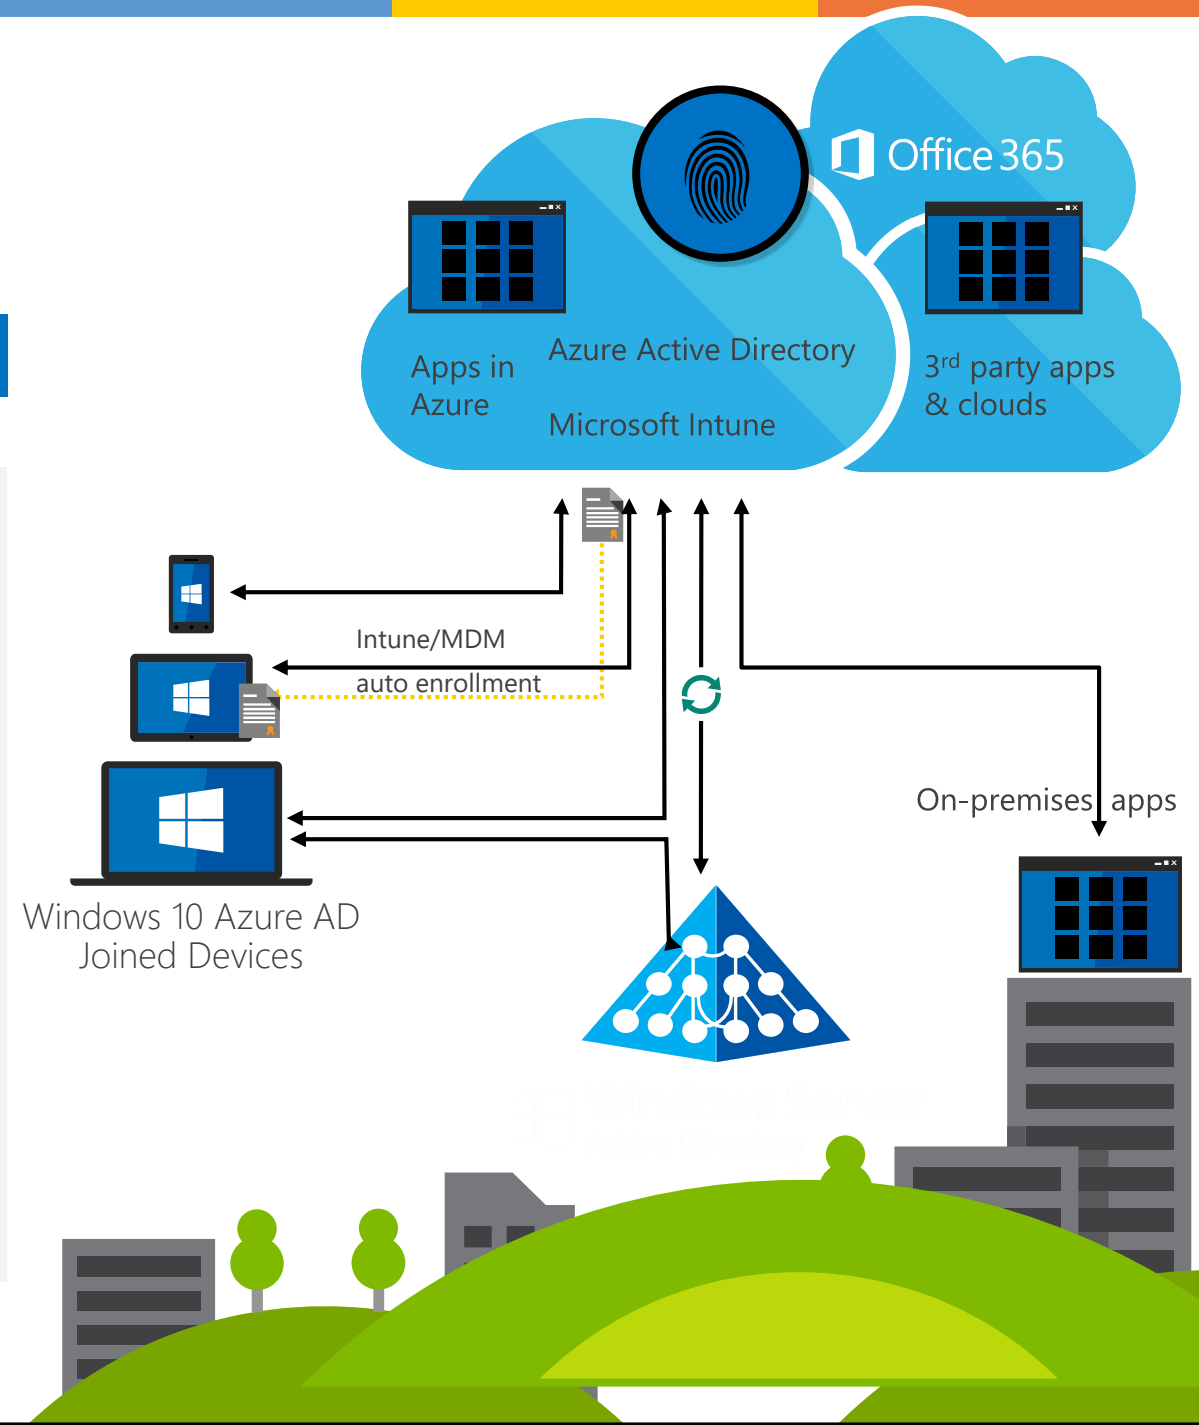 Office 365
Apps in
Azure
Azure Active Directory
Microsoft Intune
3rd party apps
& clouds
Intune/MDM
auto enrollment
On-premises apps
Windows 10 Azure AD
Joined Devices